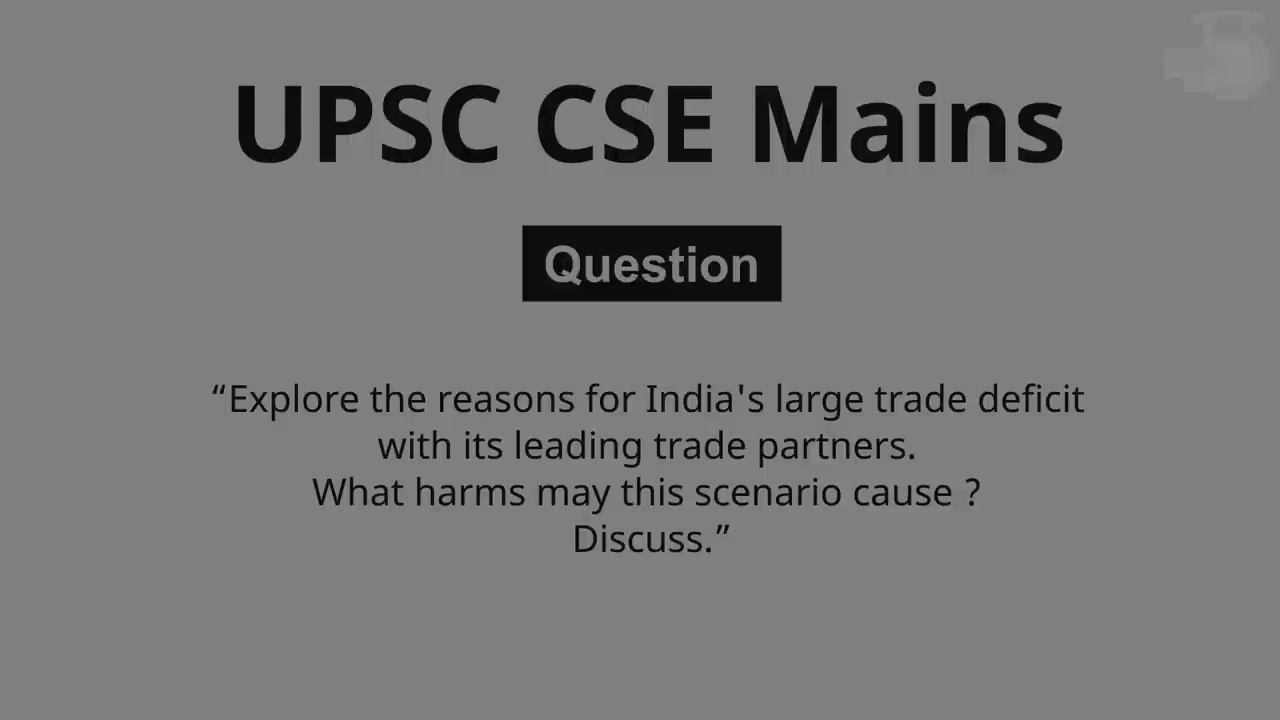 UPSC CSE Mains
Question
“Explore the reasons for India's large trade deficit
with its leading trade partners.
What harms may this scenario cause ?
Discuss.”